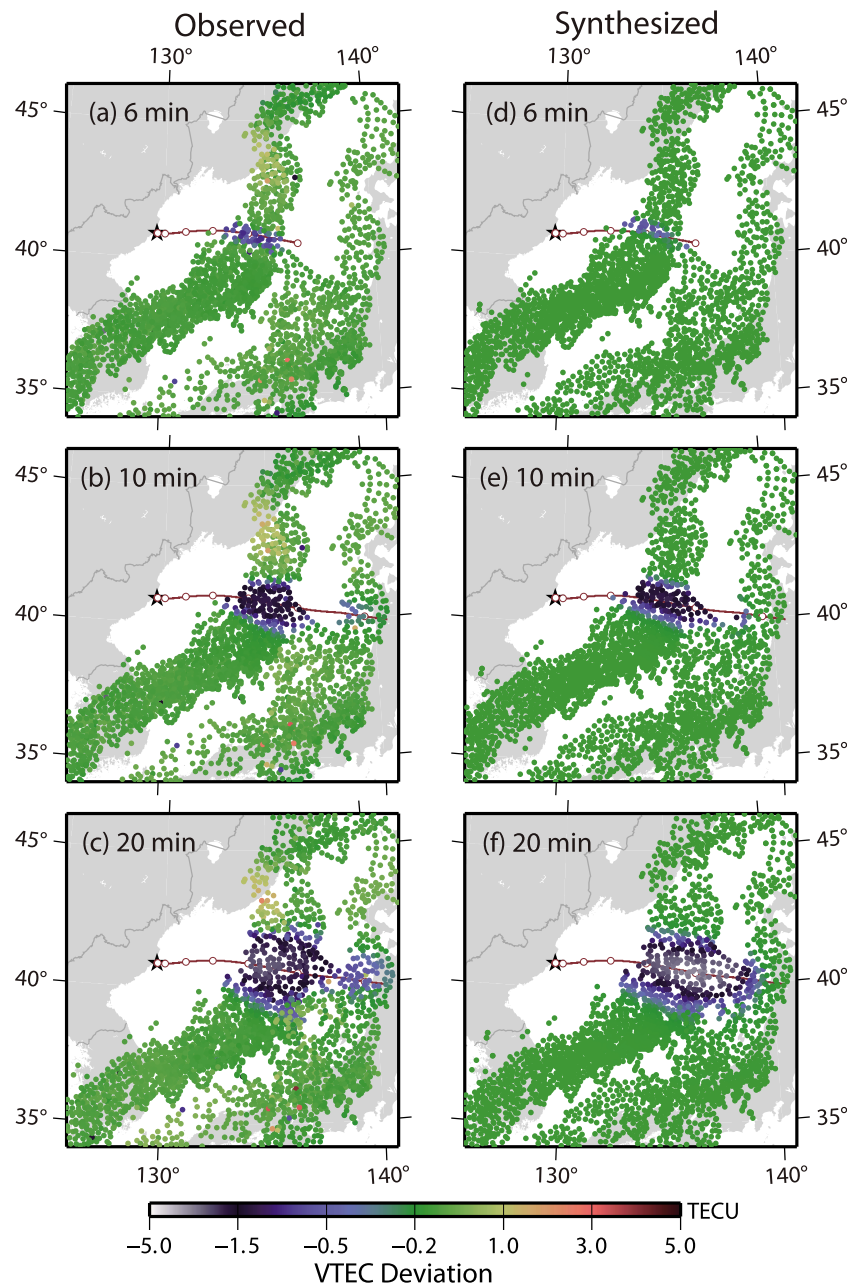 Observed Synthesized
130° 140° 130° 140°
45° (a) 6 min (d) 6 min 45°
40° 40°
35° 35°
45° (b) 10 min (e) 10 min 45°
40° 40°
35° 35°
45° (c) 20 min (f) 20 min 45°
40° 40°
35° 35°
130° 140° 130° 140°
TECU
−5.0 −1.5 −0.5 −0.2 1.0 3.0 5.0
VTEC Deviation